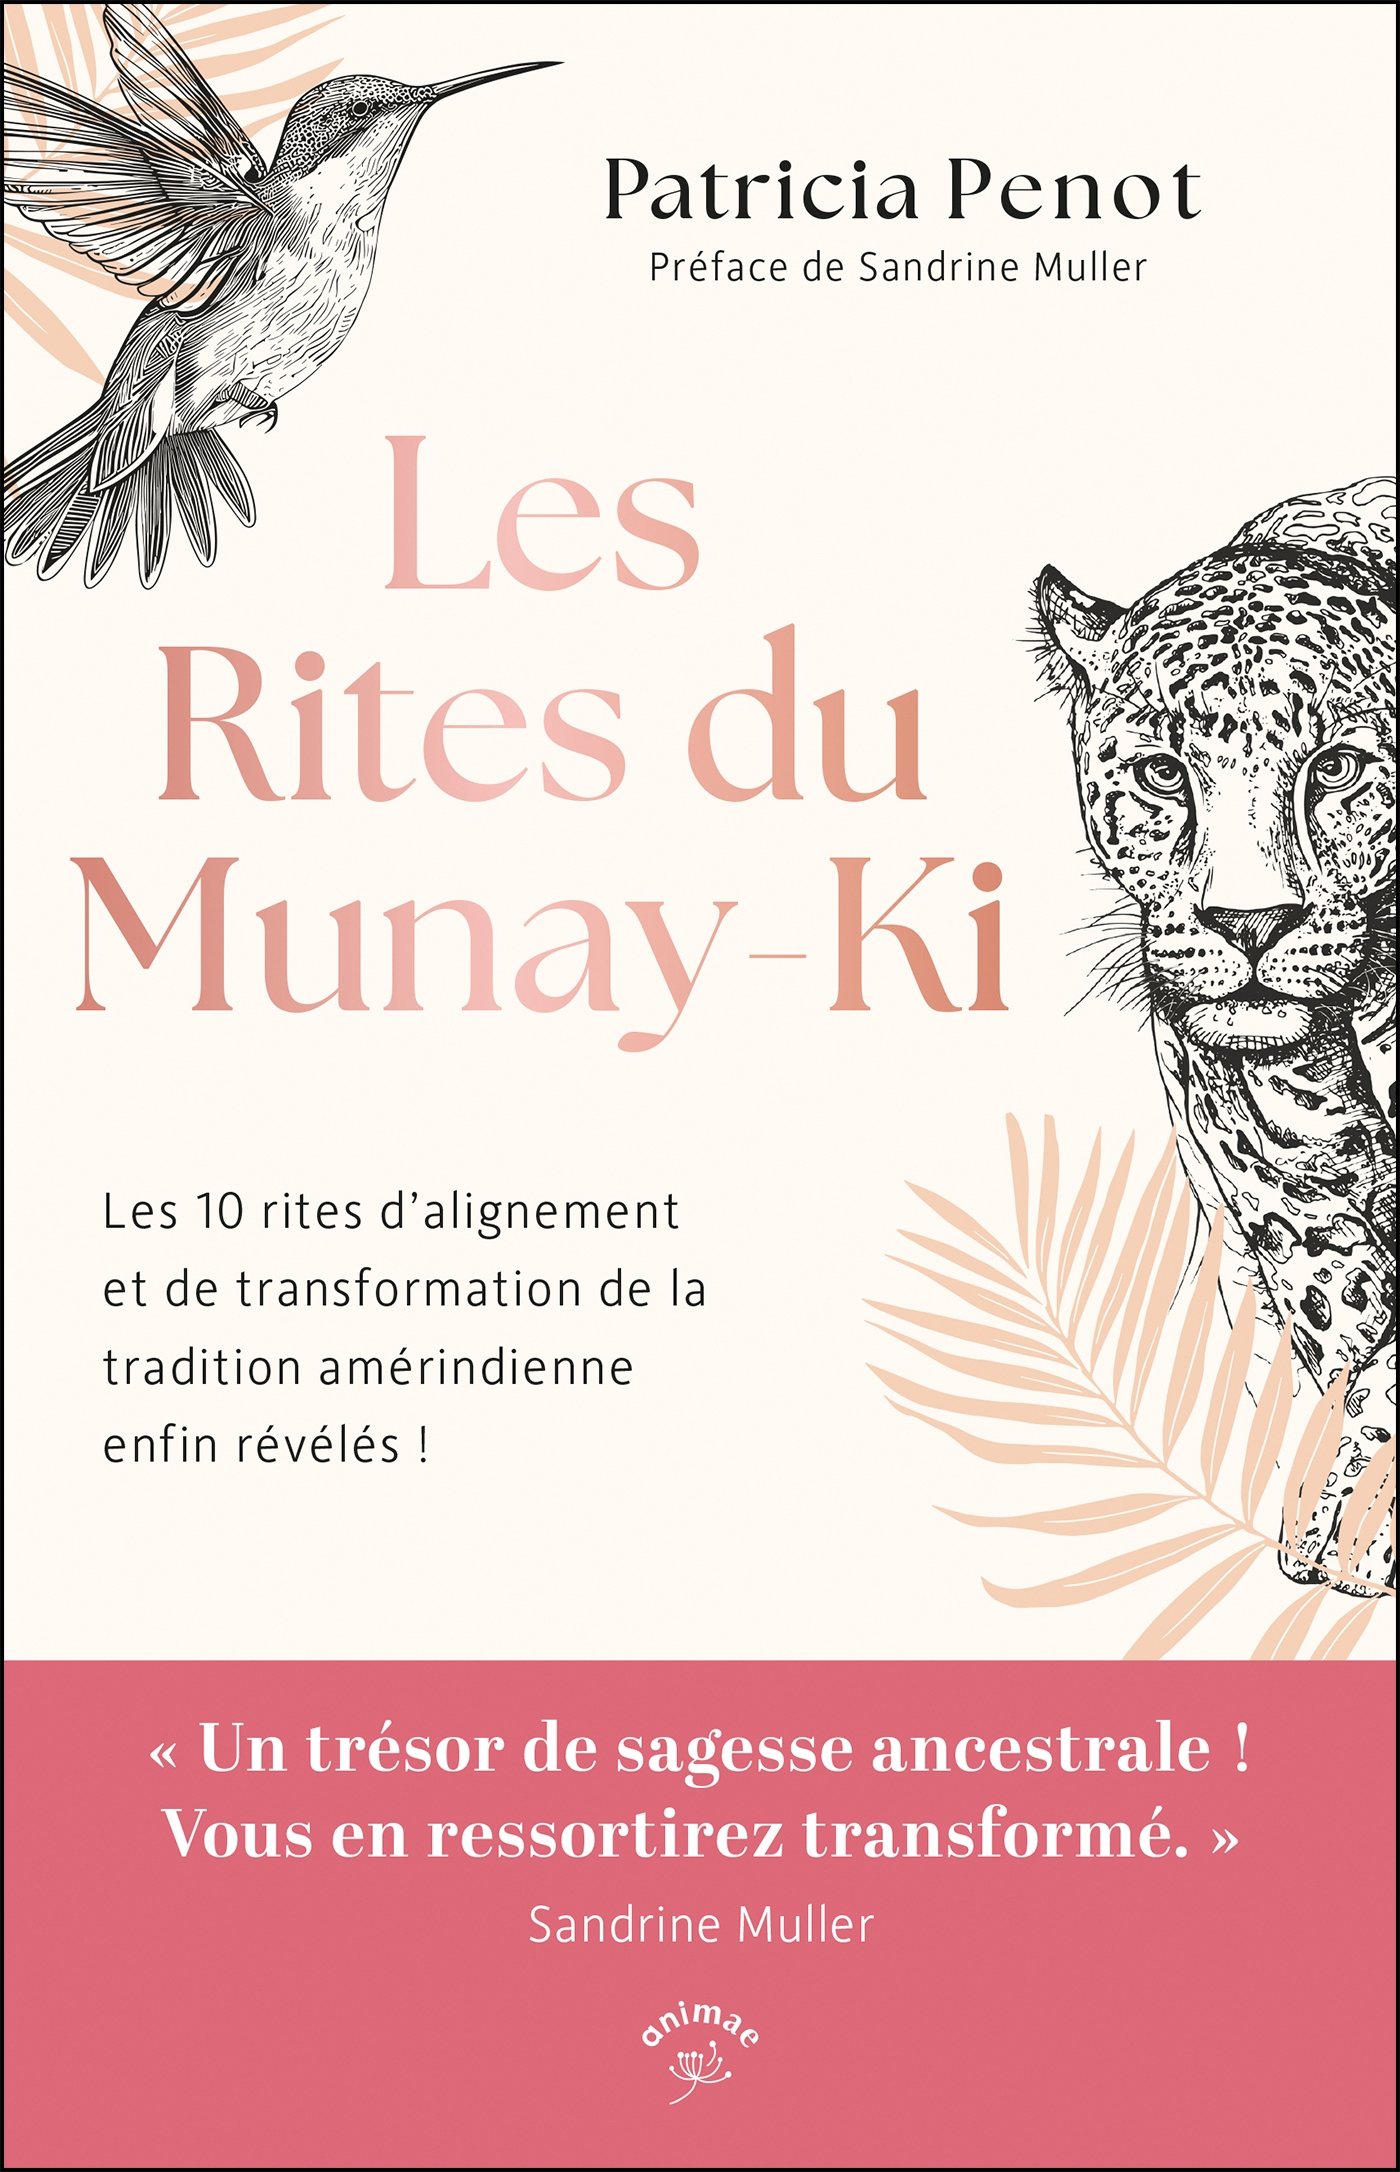 Patricia Penot
Préface de Sandrine Muller
Les
Rites du
Munay-Ki
Les 10 rites d’alignement
et de transformation de la
tradition amérindienne
enfin révélés !
« Un trésor de sagesse ancestrale !
Vous en ressortirez transformé. »
Sandrine Muller
animae